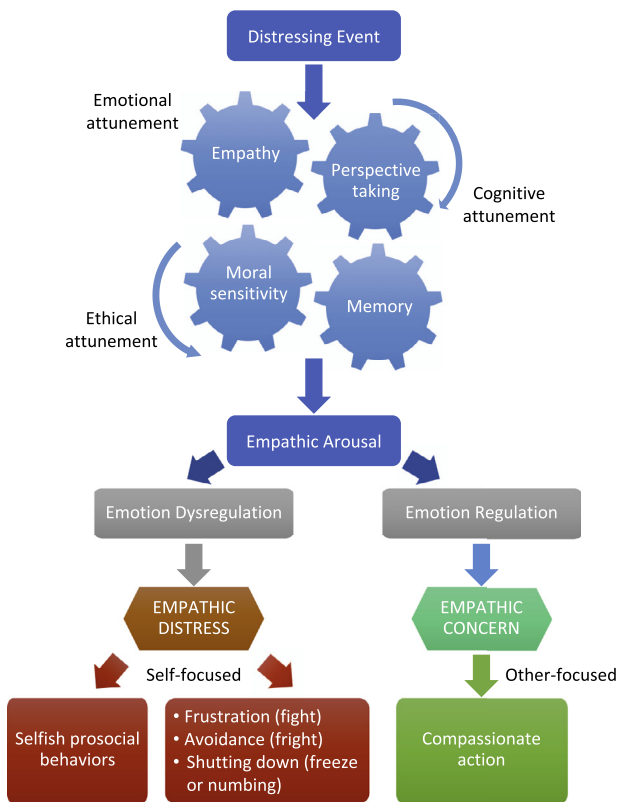 Distressing Event
Emotional
attunement
Empathy
Perspective
taking
Cognitive
attunement
Moral
sensitivity
Memory
Ethical
attunement
Empathic Arousal
Emotion Dysregulation
Emotion Regulation
EMPATHIC
DISTRESS
EMPATHIC
CONCERN
Self-focused
Other-focused
Selfish prosocial
behaviors
• Frustration (fight)
• Avoidance (fright)
• Shutting down (freeze
or numbing)
Compassionate
action